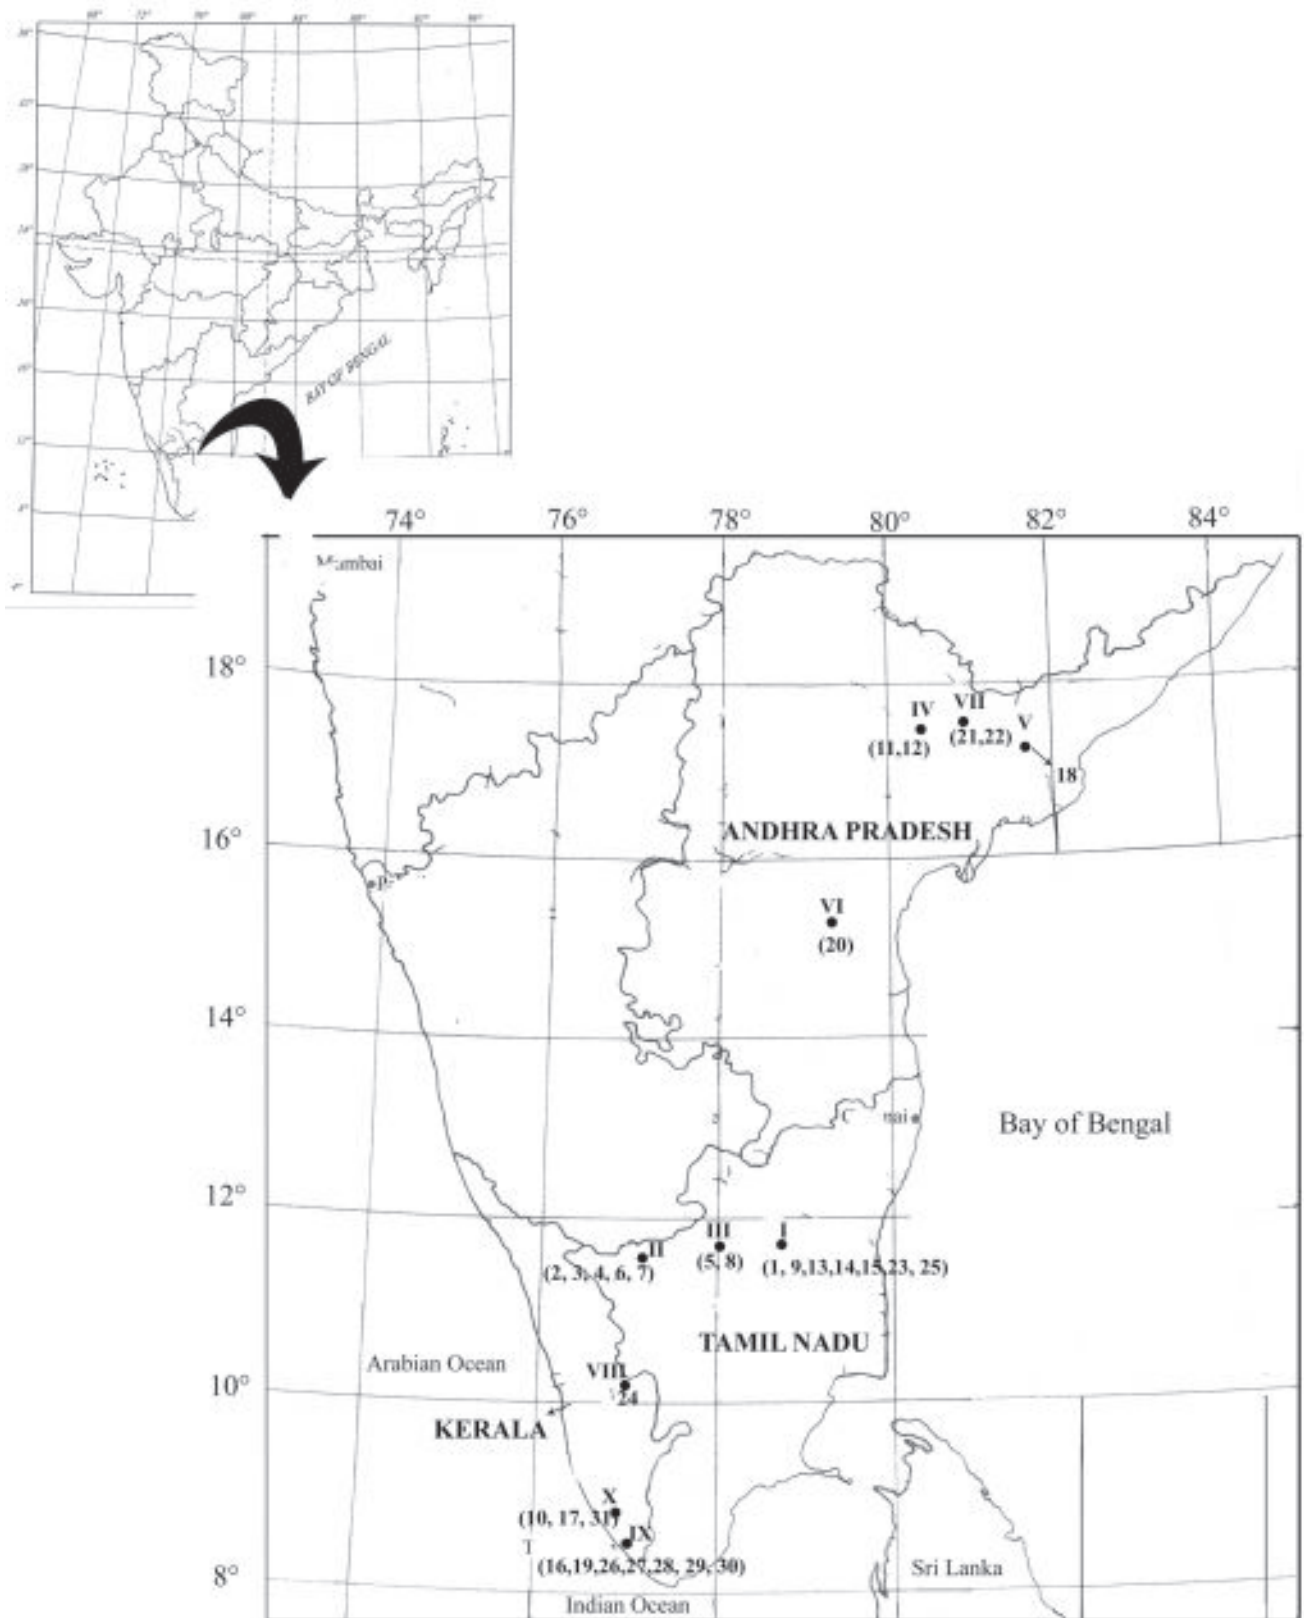 BAY OF BENGAL
74° 76° 78° 80° 82° 84°
18°
IV VII V
(11,12) (21,22) 18
16°
ANDHRA PRADESH
VI
(20)
14°
Bay of Bengal
12°
II III I
(2, 3, 4, 6, 7) (5, 8) (1, 9,13,14,15,23, 25)
TAMIL NADU
Arabian Ocean
10°
VIII
24
KERALA
X
(10, 17, 31)
IX
(16,19,26,27,28, 29, 30)
8°
Sri Lanka
Indian Ocean